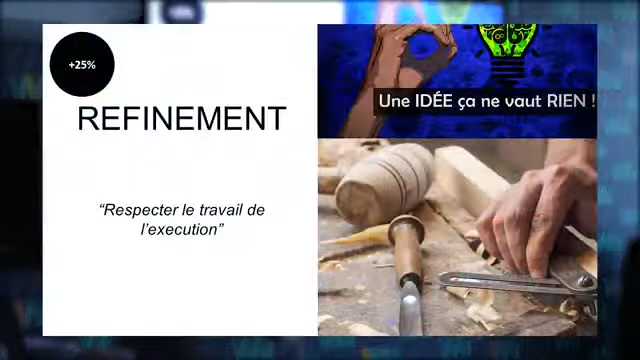 +25%
REFINEMENT
“Respecter le travail de
l’execution”
Une IDÉE ça ne vaut RIEN !